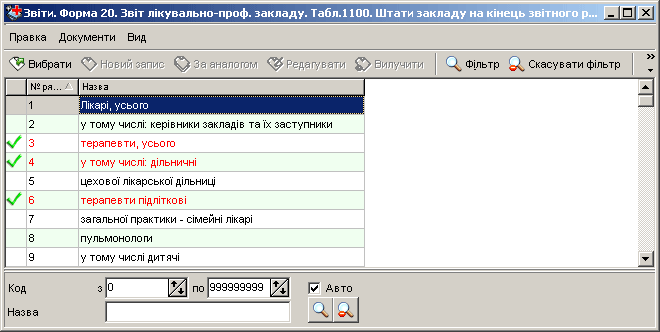 Звіти. Форма 20. Звіт лікувально-проф. закладу. Табл.1100. Штати закладу на кінець звітного р...
Правка Документи Вид
Вибрати Новий запис За аналогом Редагувати Вилучити Фільтр Скасувати фільтр »
№ ря... Назва
1 Лікарі, усього
2 у тому числі: керівники закладів та їх заступники
3 терапевти, усього
4 у тому числі: дільничні
5 цехової лікарської дільниці
6 терапевти підліткові
7 загальної практики - сімейні лікарі
8 пульмонологи
9 у тому числі дитячі
Код з 0 по 999999999 Авто
Назва